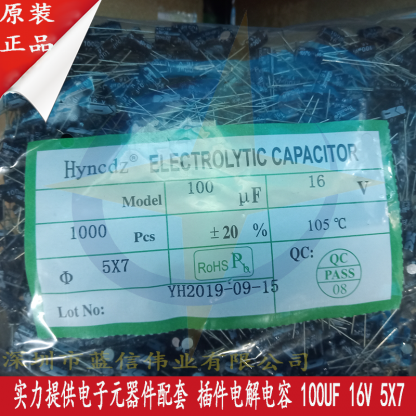 原装
正品
Hyncdz® ELECTROLYTIC CAPACITOR
Model 100 μF 16 V
1000 Pcs ±20 % 105 ℃
Φ 5X7 RoHS Pb QC: QC PASS 08
YH2019-09-15
Lot No:
深圳市蓝信伟业有限公司
实力提供电子元器件配套 插件电解电容 100UF 16V 5X7